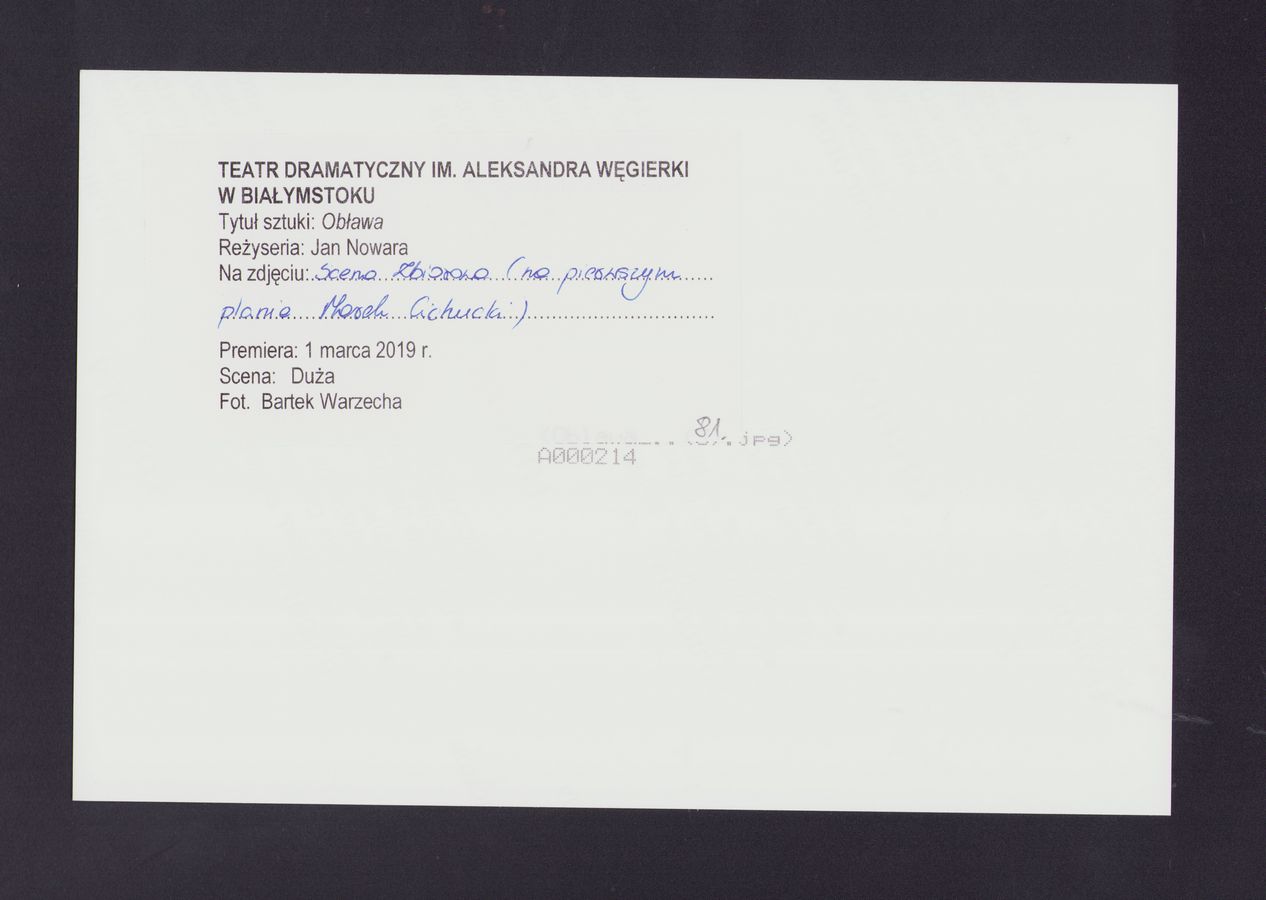 TEATR DRAMATYCZNY IM. ALEKSANDRA WĘGIERKI
W BIAŁYMSTOKU
Tytuł sztuki: Obława
Reżyseria: Jan Nowara
Na zdjęciu: Scena Zbiorowa (na pierwszym
planie Marek Cichucki)
Premiera: 1 marca 2019 r.
Scena: Duża
Fot. Bartek Warzecha
81.
.jpg)
A000214